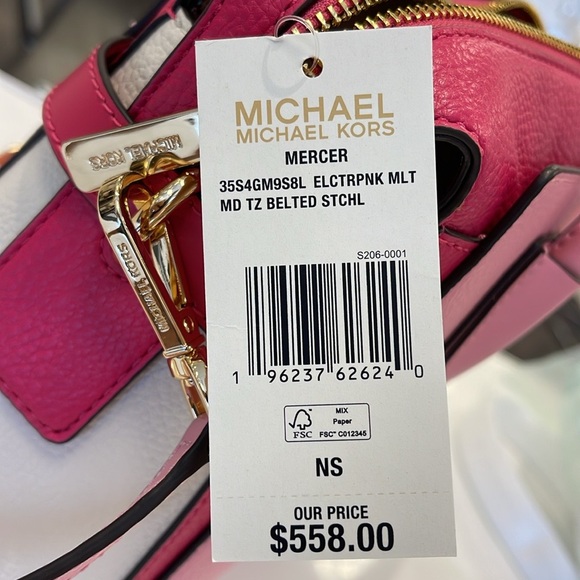 MICHAEL
MICHAEL KORS
MERCER
35S4GM9S8L ELCTRPNK MLT
MD TZ BELTED STCHL
S206-0001
1 96237 62624 0
FSC
MIX
Paper
FSC™ C012345
NS
OUR PRICE
$558.00
MICHAEL KORS
MICHAEL KORS